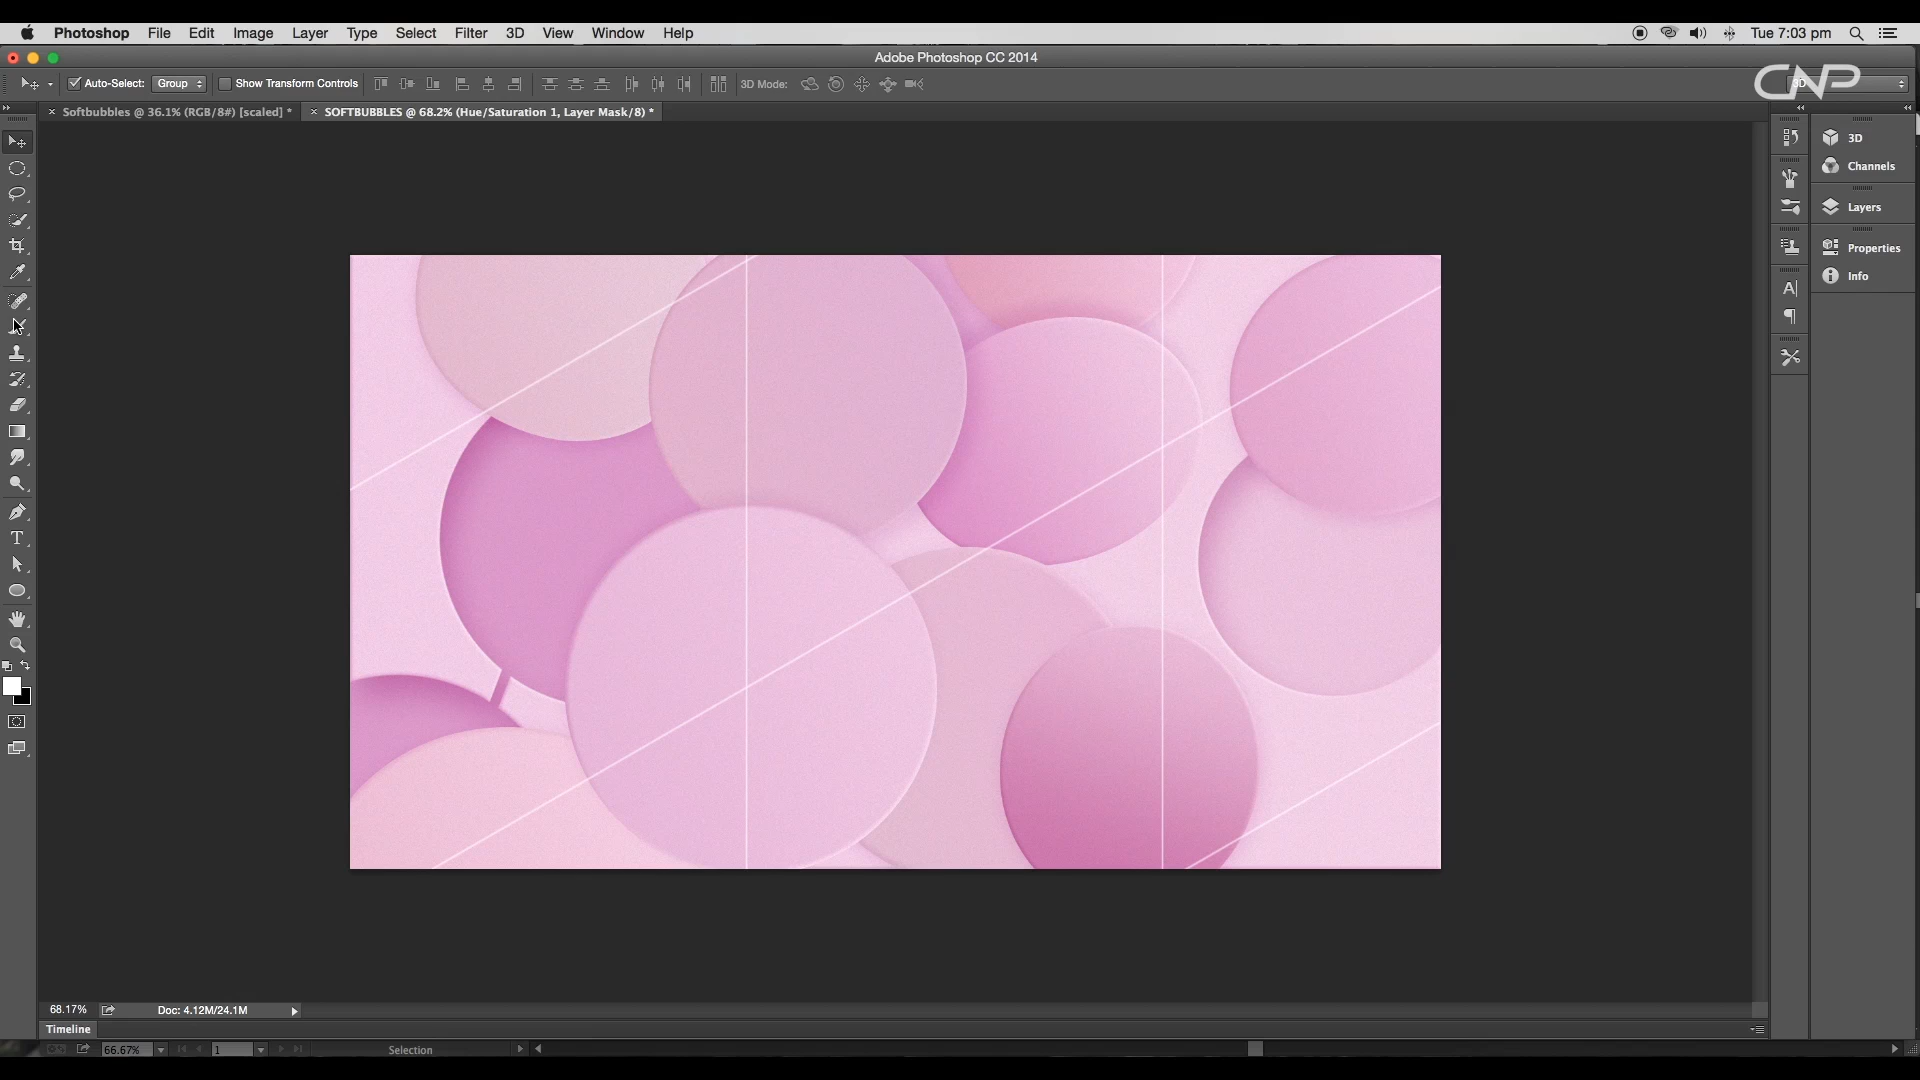 Photoshop File Edit Image Layer Type Select Filter 3D View Window Help Tue 7:03 pm
Adobe Photoshop CC 2014
Auto-Select: Group Show Transform Controls 3D Mode: 3D
CNP
× Softbubbles @ 36.1% (RGB/8#) [scaled] * × SOFTBUBBLES @ 68.2% (Hue/Saturation 1, Layer Mask/8) *
3D
Channels
Layers
Properties
Info
68.17% Doc: 4.12M/24.1M
Timeline
66.67% 1 Selection